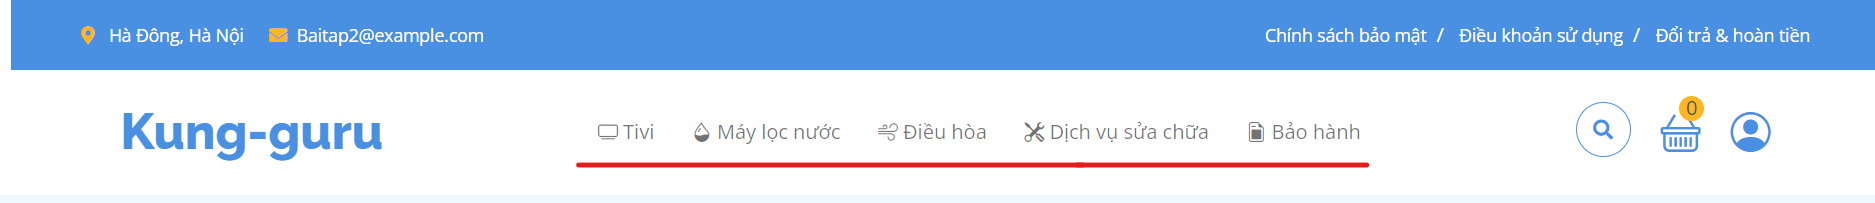 Hà Đông, Hà Nội Baitap2@example.com Chính sách bảo mật / Điều khoản sử dụng / Đổi trả & hoàn tiền
0
Kung-guru Tivi Máy lọc nước Điều hòa Dịch vụ sửa chữa Bảo hành